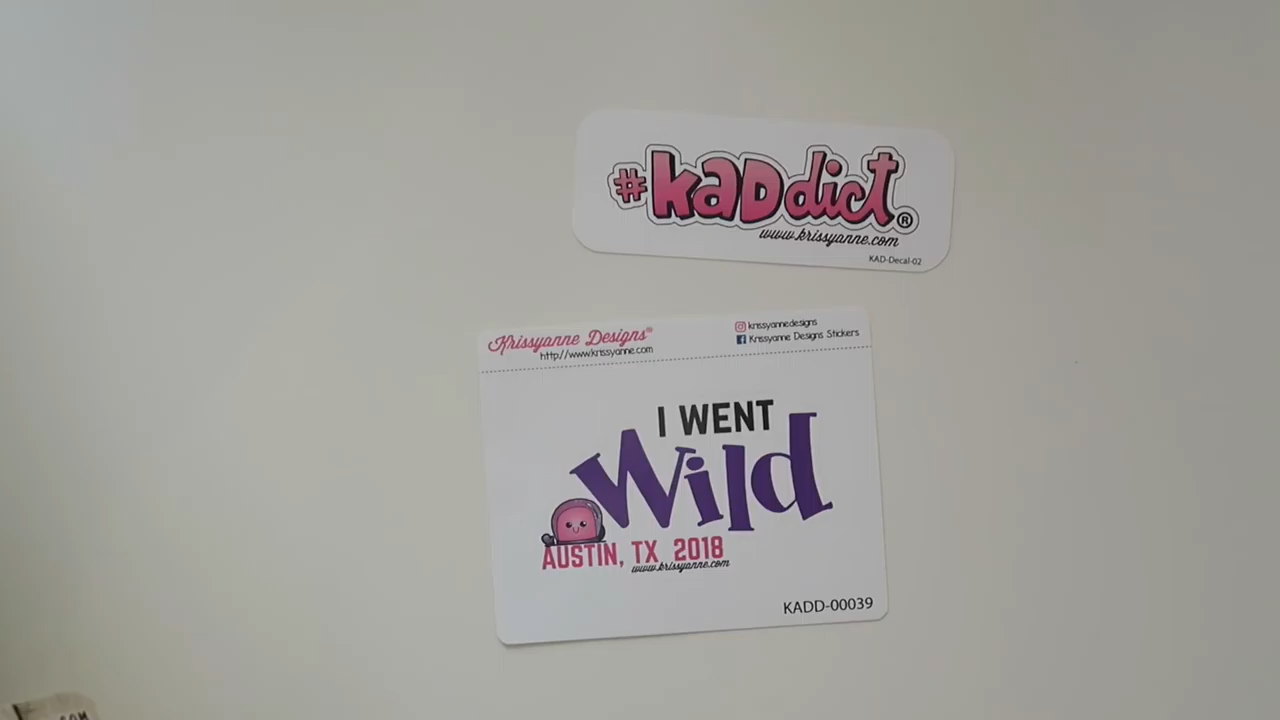 #kaDdict®
www.krissyanne.com
KAD-Decal-02
Krissyanne Designs®
http://www.krissyanne.com
krissyannedesigns
Krissyanne Designs Stickers
I WENT
Wild
AUSTIN, TX 2018
www.krissyanne.com
KADD-00039
.COM